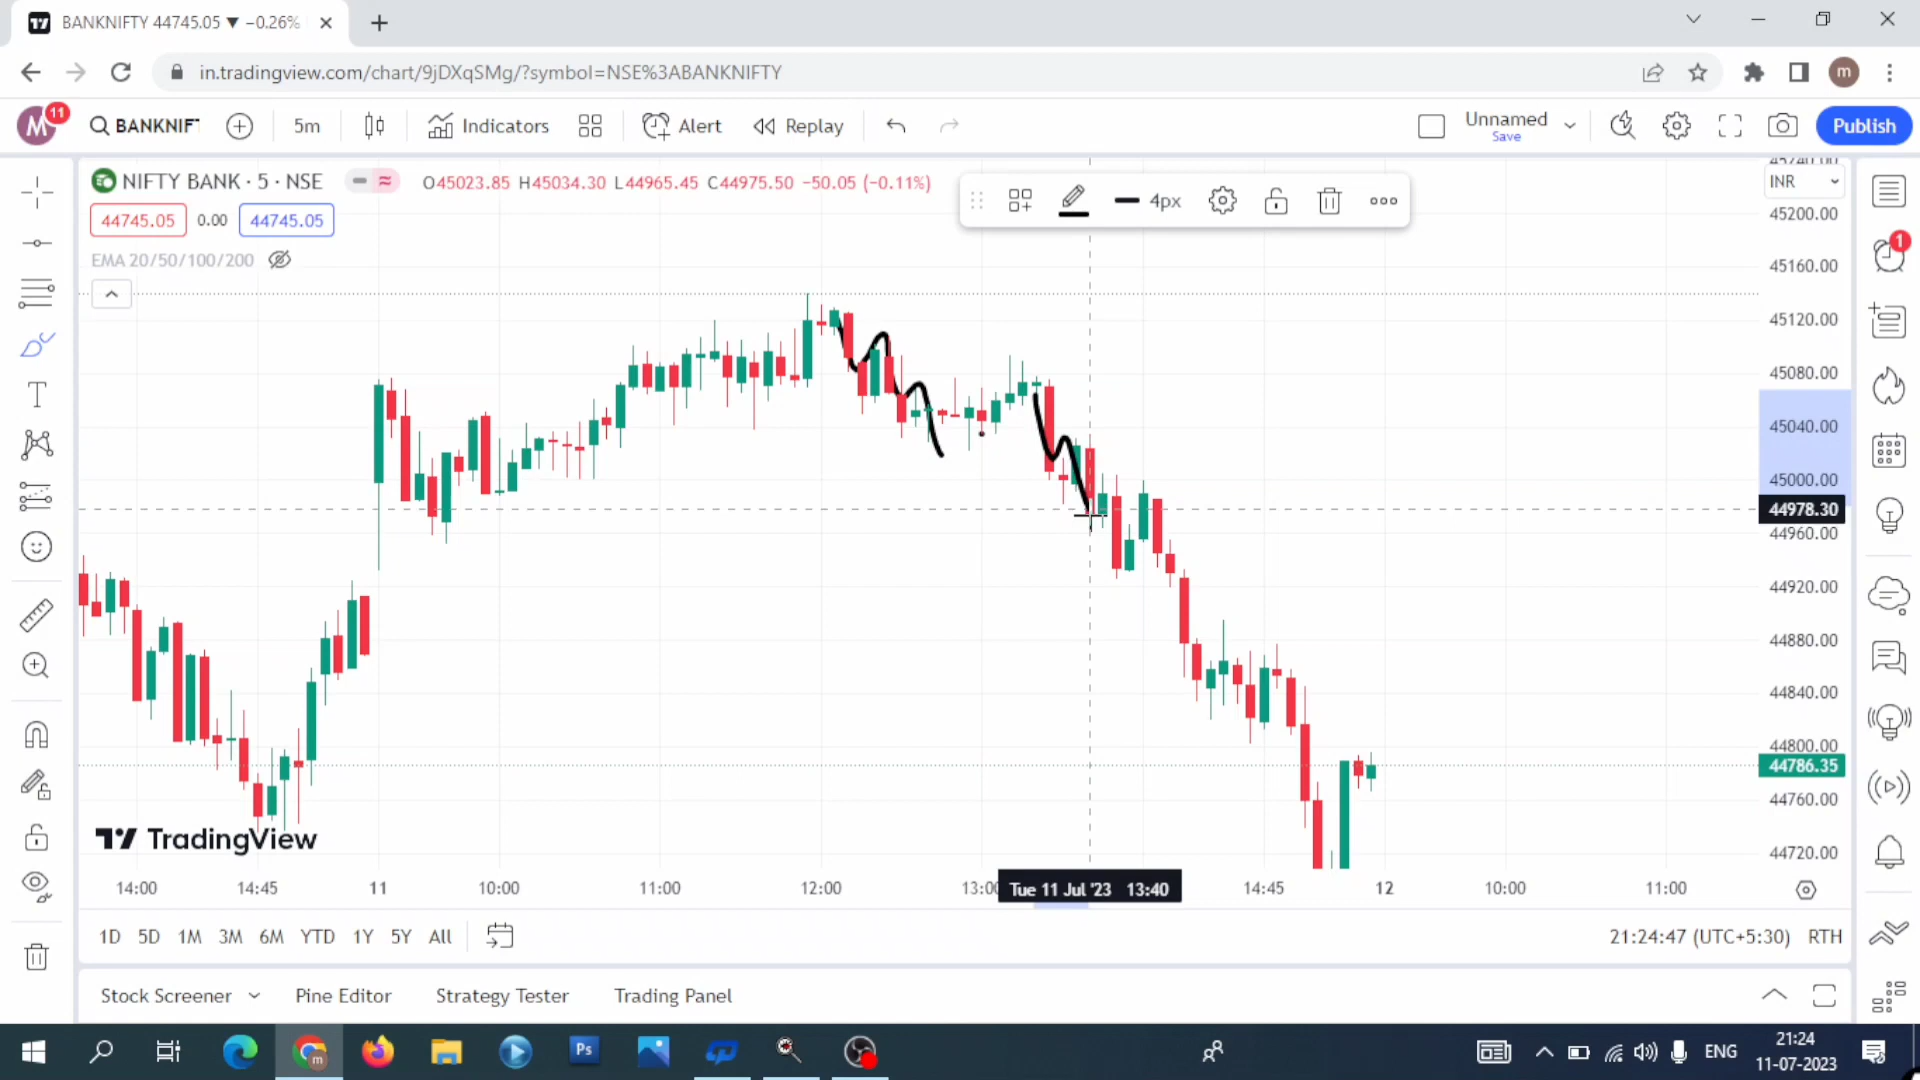 BANKNIFTY 44745.05 ▼ −0.26%
in.tradingview.com/chart/9jDXqSMg/?symbol=NSE%3ABANKNIFTY
m
M 11 BANKNIF 5m Indicators Alert Replay Unnamed Save Publish
NIFTY BANK · 5 · NSE O45023.85 H45034.30 L44965.45 C44975.50 −50.05 (−0.11%)
4px
INR
44745.05 0.00 44745.05
EMA 20/50/100/200
45200.00
45160.00
45120.00
45080.00
45040.00
45000.00
44978.30
44960.00
44920.00
44880.00
44840.00
44800.00
44786.35
44760.00
44720.00
1
TradingView
14:00 14:45 11 10:00 11:00 12:00 Tue 11 Jul '23 13:40 14:45 12 10:00 11:00
1D 5D 1M 3M 6M YTD 1Y 5Y All 21:24:47 (UTC+5:30) RTH
Stock Screener Pine Editor Strategy Tester Trading Panel
Ps
ENG
21:24
11-07-2023